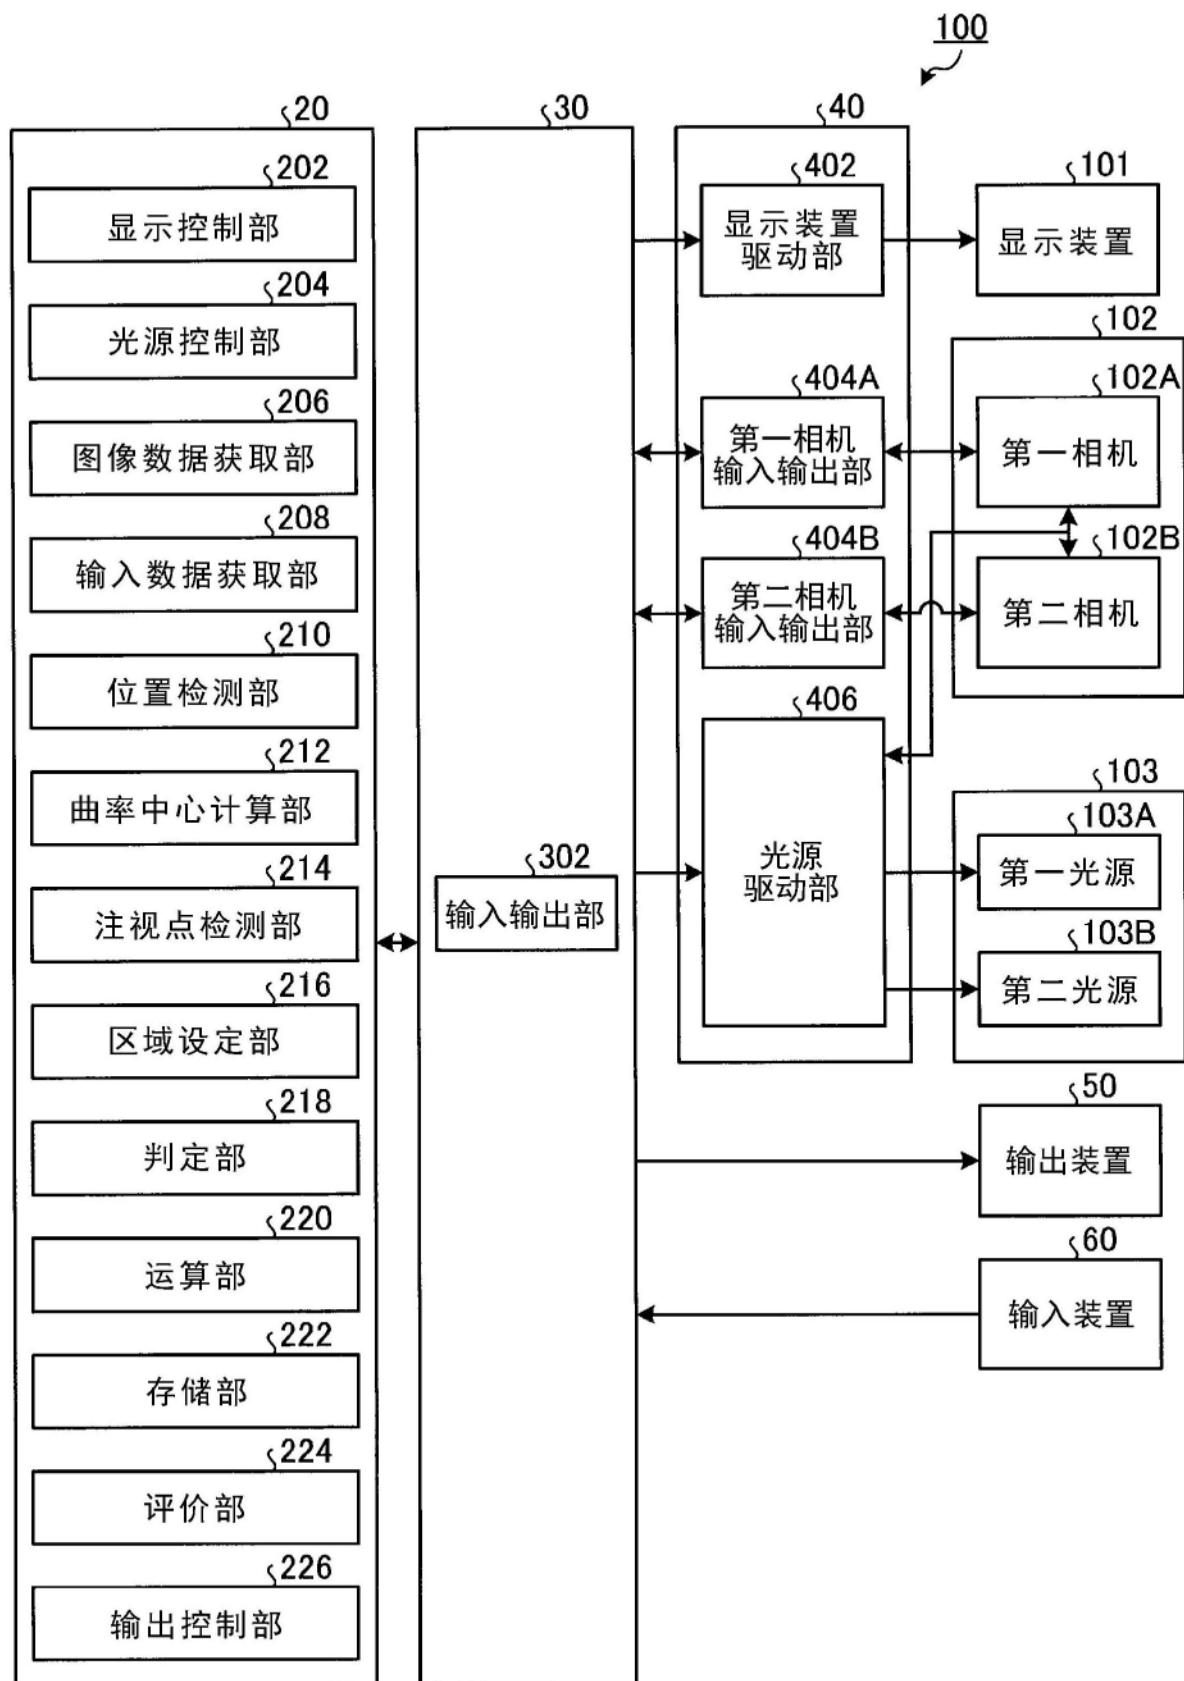 100
20
202
显示控制部
204
光源控制部
206
图像数据获取部
208
输入数据获取部
210
位置检测部
212
曲率中心计算部
214
注视点检测部
216
区域设定部
218
判定部
220
运算部
222
存储部
224
评价部
226
输出控制部
30
302
输入输出部
40
402
显示装置
驱动部
404A
第一相机
输入输出部
404B
第二相机
输入输出部
406
光源
驱动部
101
显示装置
102
102A
第一相机
102B
第二相机
103
103A
第一光源
103B
第二光源
50
输出装置
60
输入装置